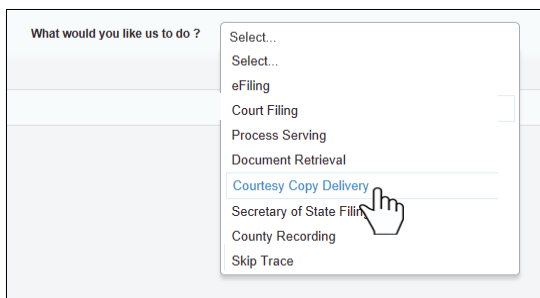 What would you like us to do ? Select...
Select...
eFiling
Court Filing
Process Serving
Document Retrieval
Courtesy Copy Delivery
Secretary of State Filing
County Recording
Skip Trace